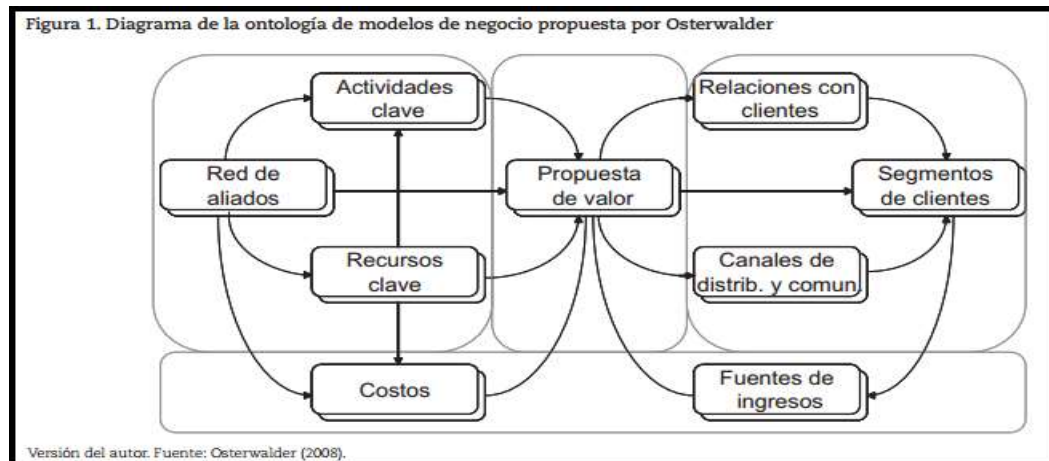 Figura 1. Diagrama de la ontología de modelos de negocio propuesta por Osterwalder
Actividades
clave
Relaciones con
clientes
Red de
aliados
Propuesta
de valor
Segmentos
de clientes
Recursos
clave
Canales de
distrib. y comun.
Costos
Fuentes de
ingresos
Versión del autor. Fuente: Osterwalder (2008).